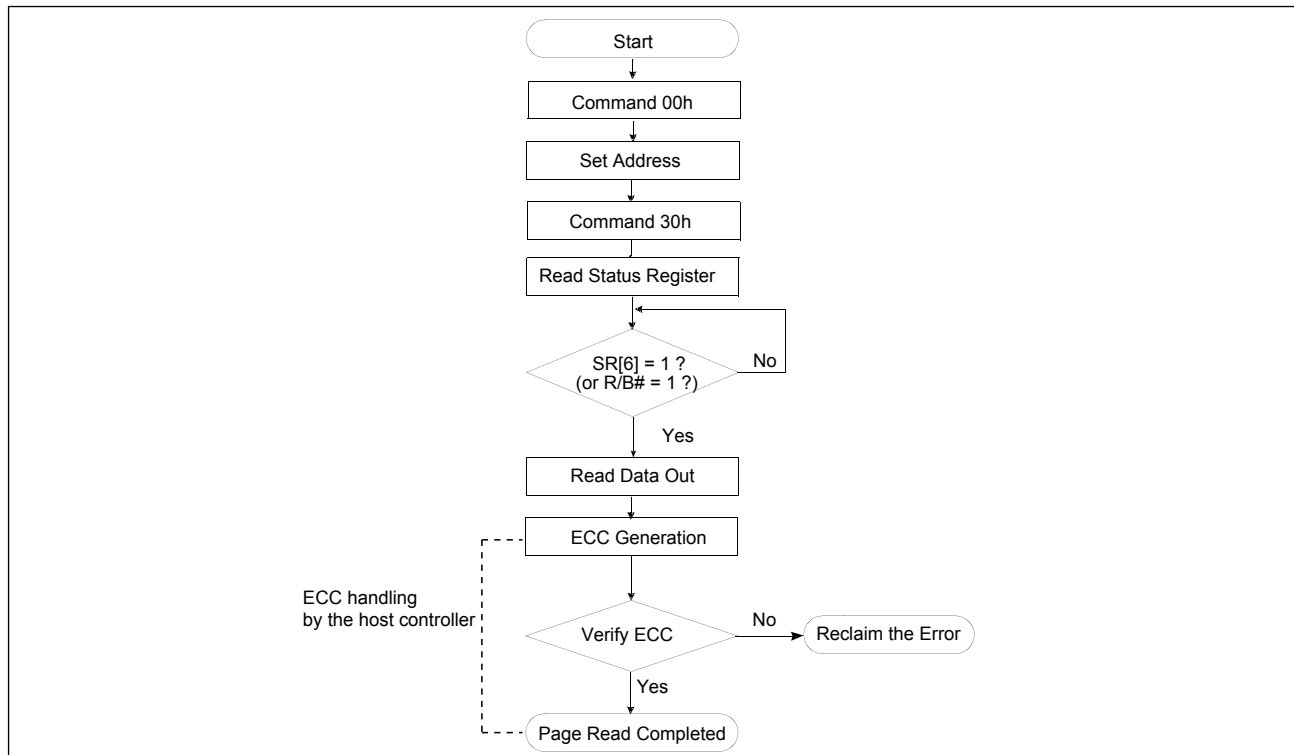 Start
Command 00h
Set Address
Command 30h
Read Status Register
SR[6] = 1 ?
(or R/B# = 1 ?)
No
Yes
Read Data Out
ECC Generation
ECC handling
by the host controller
Verify ECC
No
Reclaim the Error
Yes
Page Read Completed